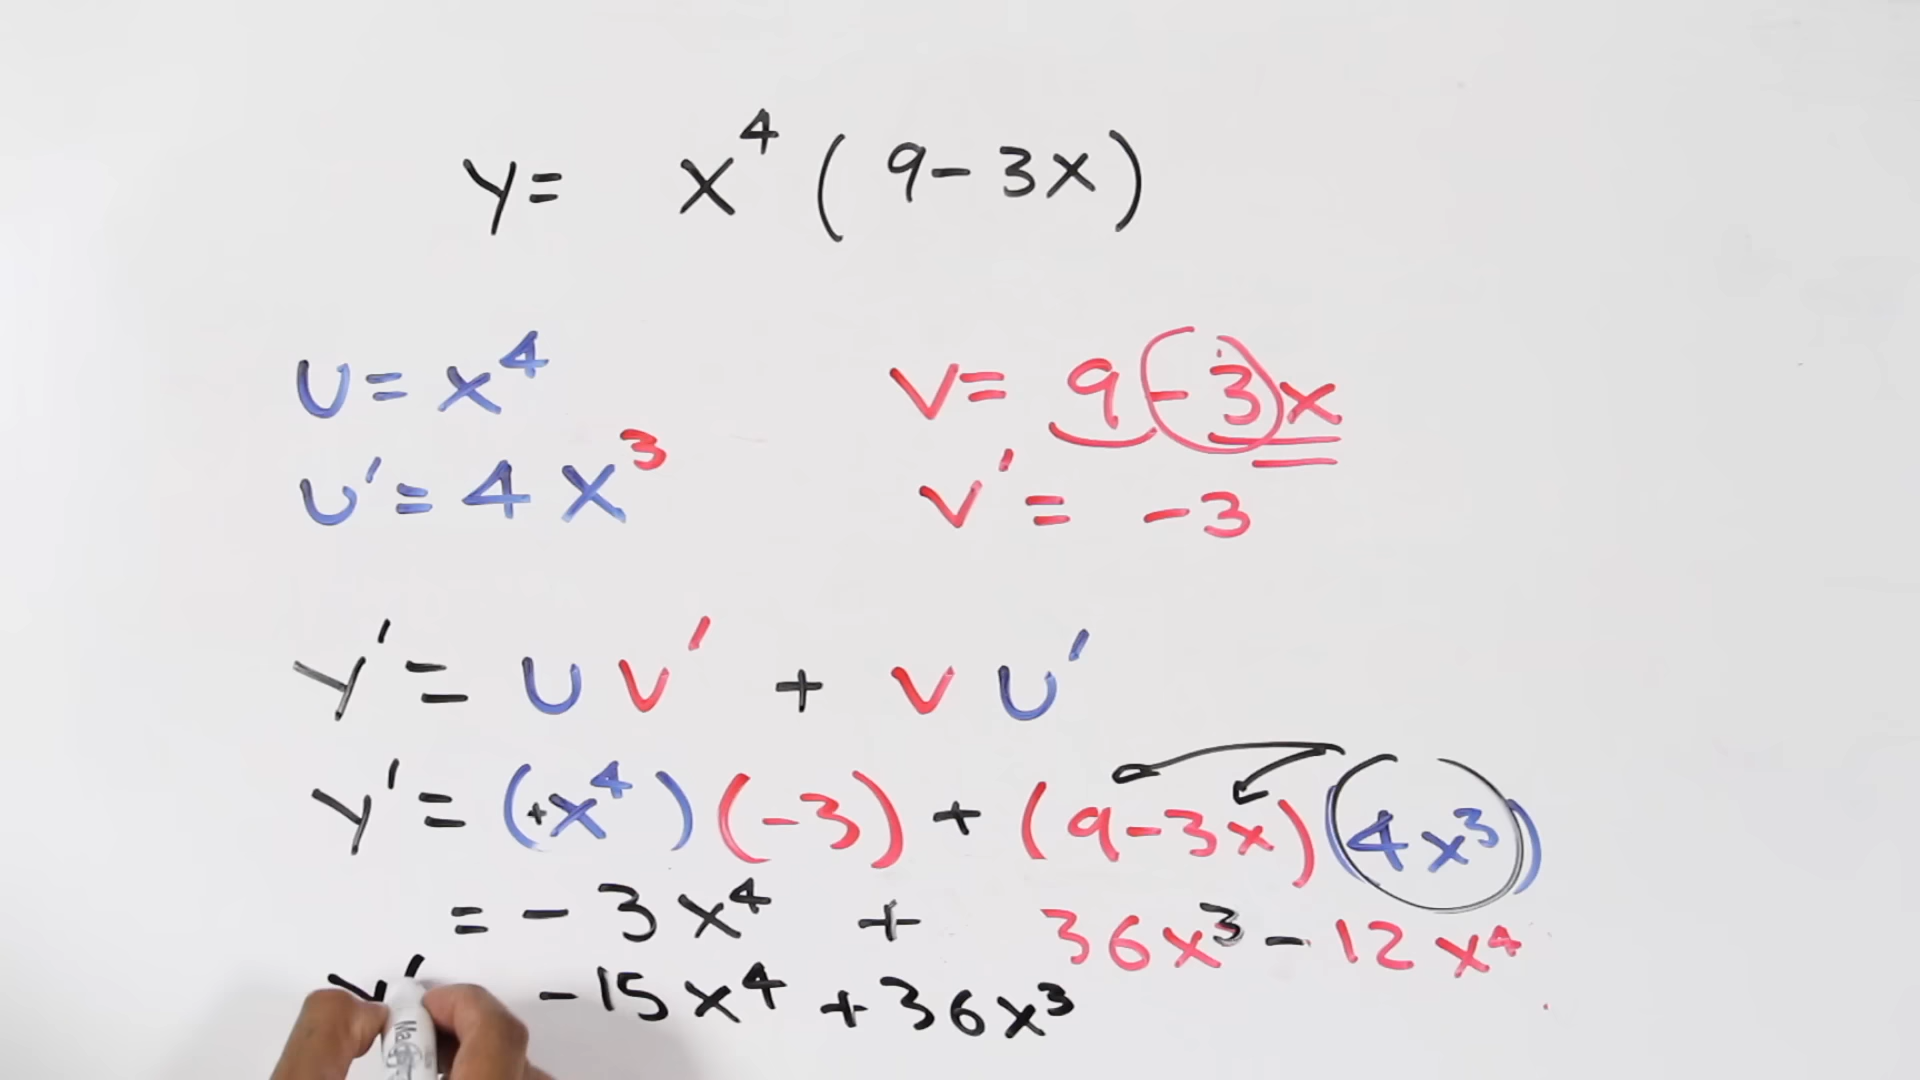 y = x⁴ ( 9 - 3x )
U = x⁴
V = 9 - 3x
U' = 4x³
V' = -3
Y' = U V' + V U'
Y' = (+x⁴) (-3) + (9-3x) (4x³)
= -3x⁴ + 36x³ - 12x⁴
Y' -15x⁴ + 36x³